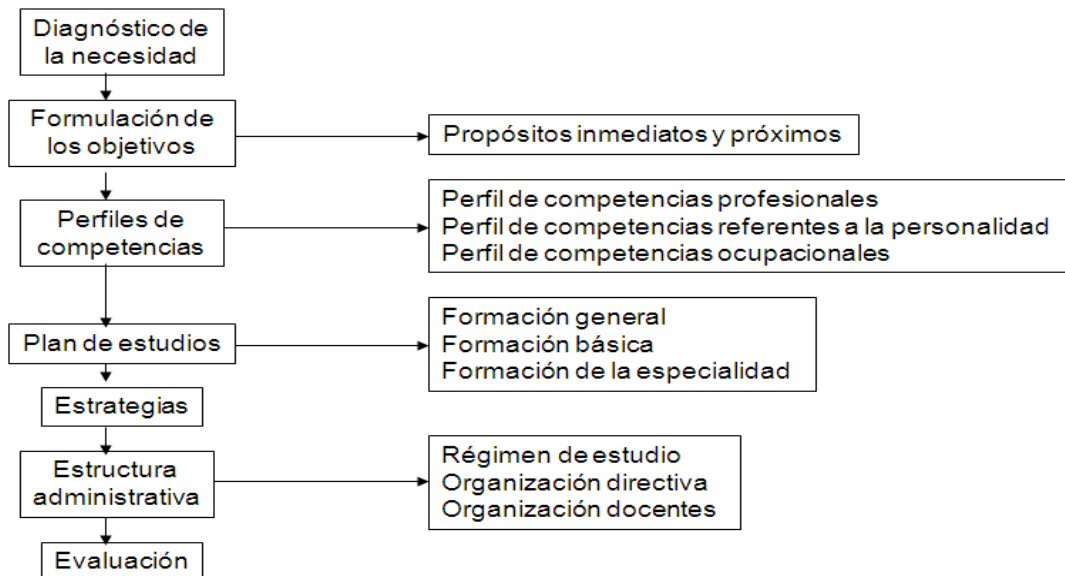 Diagnóstico de
la necesidad
Formulación de
los objetivos
Propósitos inmediatos y próximos
Perfiles de
competencias
Perfil de competencias profesionales
Perfil de competencias referentes a la personalidad
Perfil de competencias ocupacionales
Plan de estudios
Formación general
Formación básica
Formación de la especialidad
Estrategias
Estructura
administrativa
Régimen de estudio
Organización directiva
Organización docentes
Evaluación